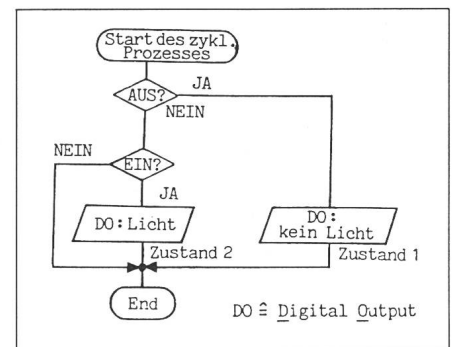 Start des zykl.
Prozesses
AUS?
JA
NEIN
NEIN
EIN?
JA
DO: Licht
DO:
kein Licht
Zustand 2
Zustand 1
End
DO ≙ Digital Output